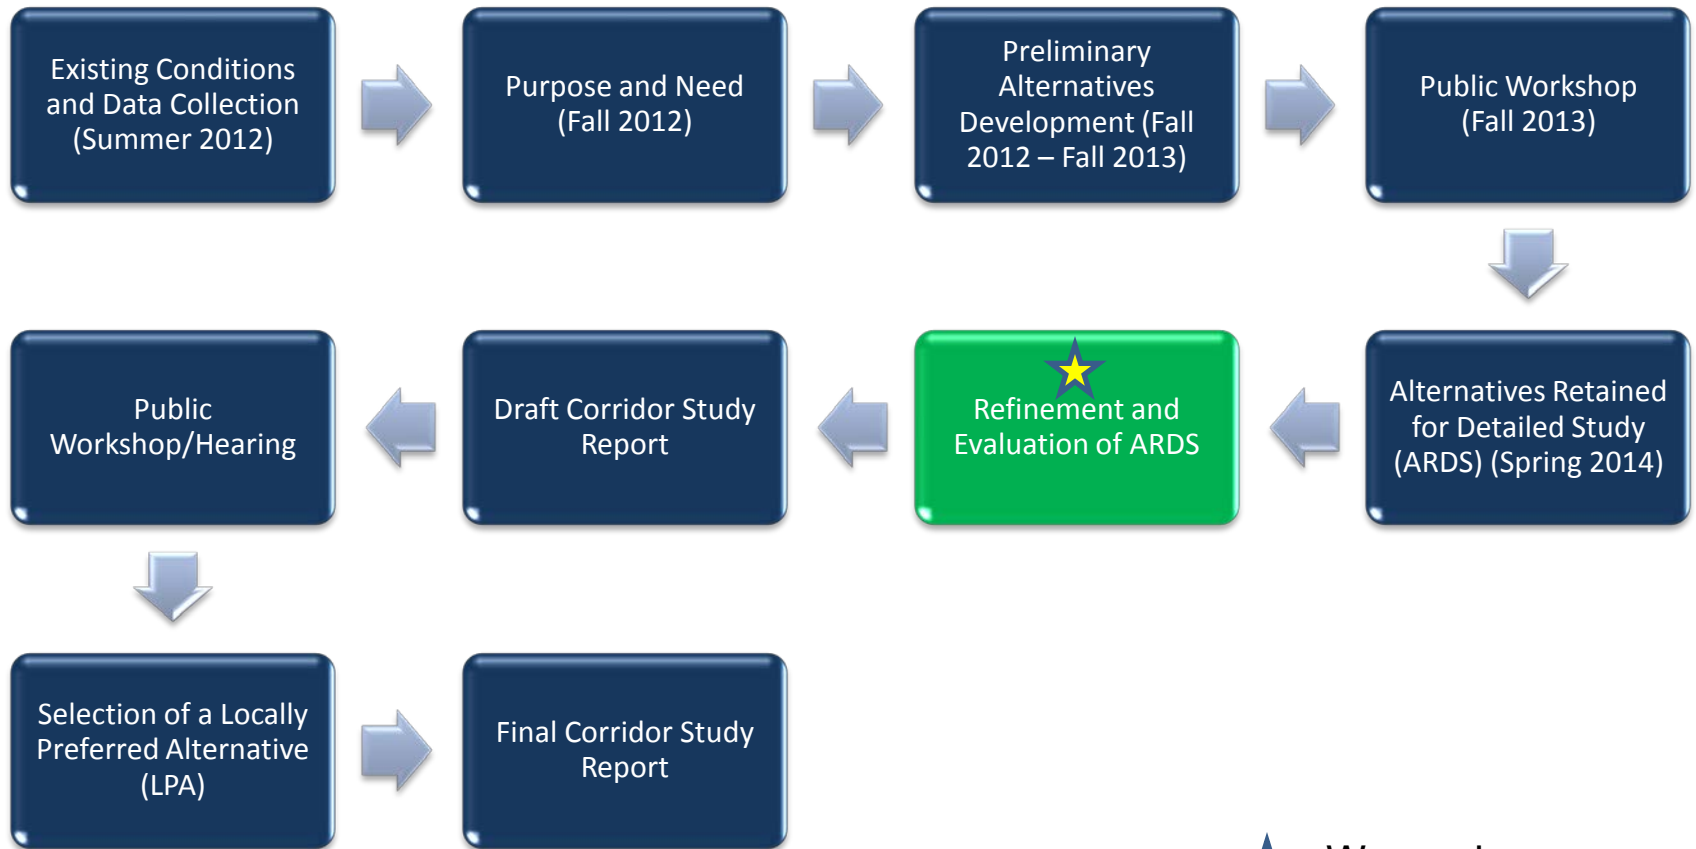 Existing Conditions
and Data Collection
(Summer 2012)
Purpose and Need
(Fall 2012)
Preliminary
Alternatives
Development (Fall
2012 – Fall 2013)
Public Workshop
(Fall 2013)
Alternatives Retained
for Detailed Study
(ARDS) (Spring 2014)
Refinement and
Evaluation of ARDS
Draft Corridor Study
Report
Public
Workshop/Hearing
Selection of a Locally
Preferred Alternative
(LPA)
Final Corridor Study
Report